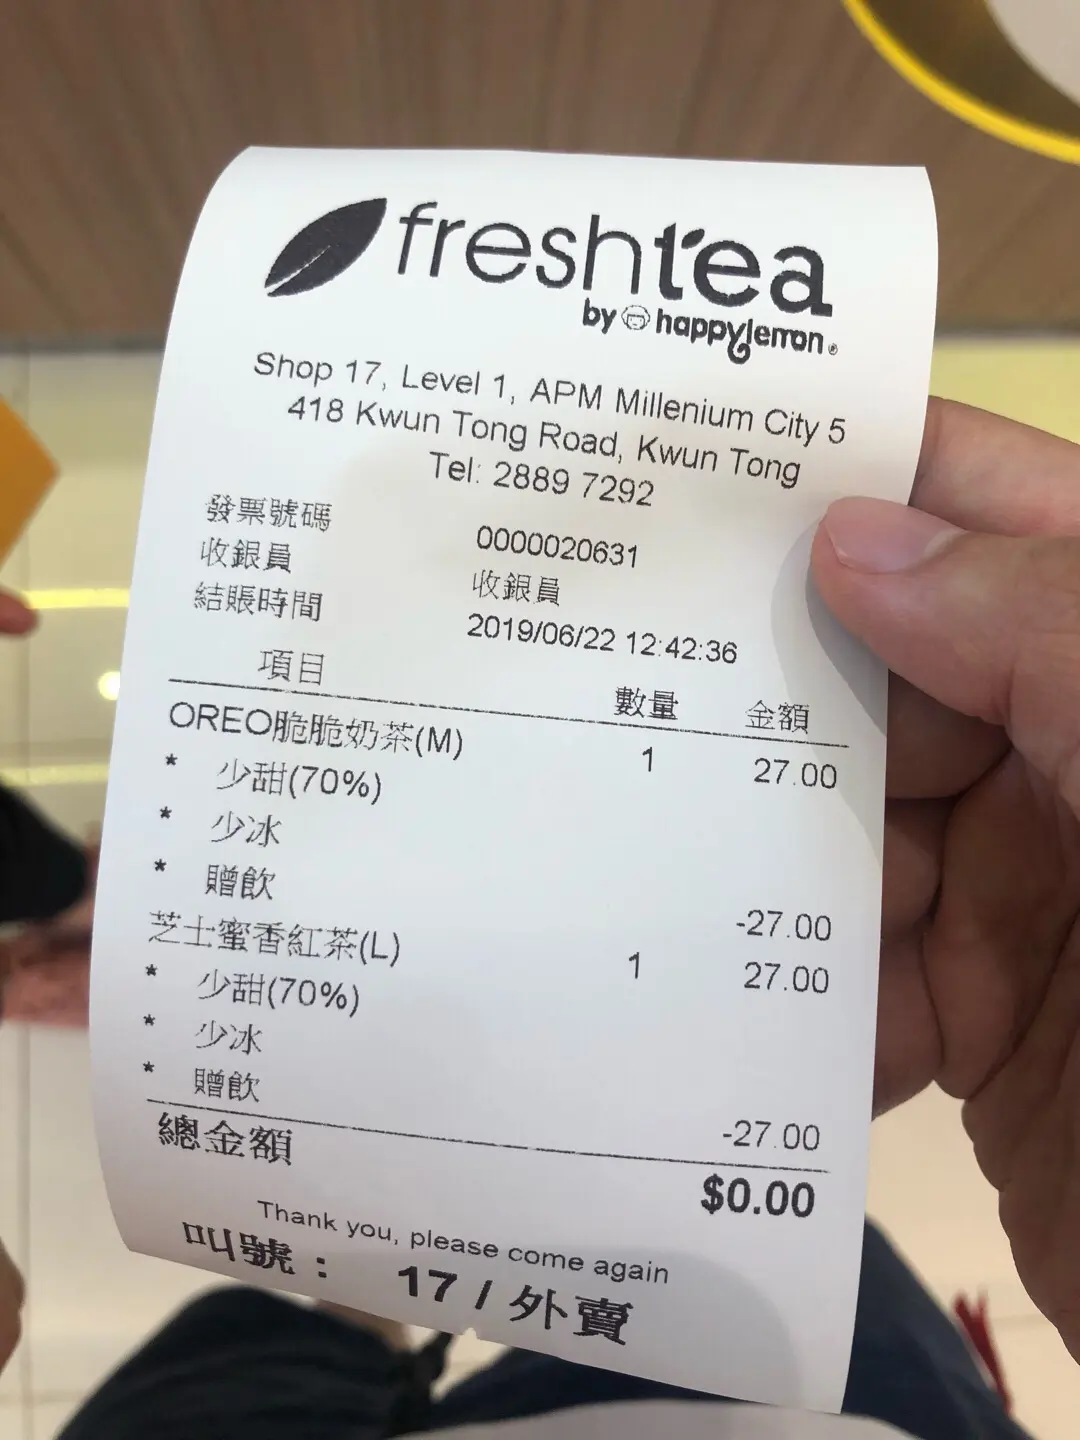 freshtea
by happylemon®
Shop 17, Level 1, APM Millenium City 5
418 Kwun Tong Road, Kwun Tong
Tel: 2889 7292
發票號碼 0000020631
收銀員 收銀員
結賬時間 2019/06/22 12:42:36
項目 數量 金額
OREO脆脆奶茶(M) 1 27.00
* 少甜(70%)
* 少冰
* 贈飲 -27.00
芝士蜜香紅茶(L) 1 27.00
* 少甜(70%)
* 少冰
* 贈飲 -27.00
總金額 $0.00
Thank you, please come again
叫號： 17 / 外賣